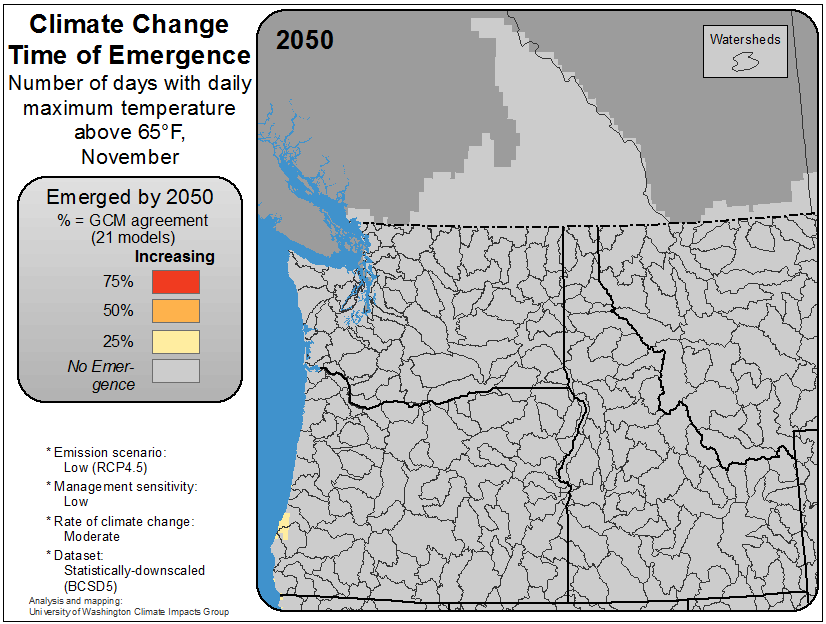 Climate Change
Time of Emergence
Number of days with daily
maximum temperature
above 65°F,
November
Emerged by 2050
% = GCM agreement
(21 models)
Increasing
75%
50%
25%
No Emer-
gence
* Emission scenario:
Low (RCP4.5)
* Management sensitivity:
Low
* Rate of climate change:
Moderate
* Dataset:
Statistically-downscaled
(BCSD5)
Analysis and mapping:
University of Washington Climate Impacts Group
2050
Watersheds